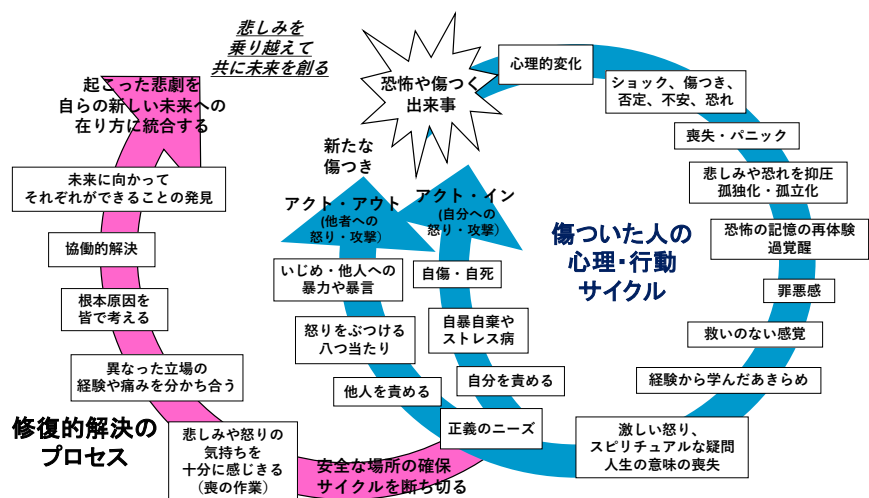 悲しみを
乗り越えて
共に未来を創る
起こった悲劇を
自らの新しい未来への
在り方に統合する
恐怖や傷つく
出来事
心理的変化
ショック、傷つき、
否定、不安、恐れ
喪失・パニック
悲しみや恐れを抑圧
孤独化・孤立化
恐怖の記憶の再体験
過覚醒
罪悪感
救いのない感覚
経験から学んだあきらめ
激しい怒り、
スピリチュアルな疑問
人生の意味の喪失
傷ついた人の
心理・行動
サイクル
正義のニーズ
新たな
傷つき
アクト・アウト
(他者への
怒り・攻撃)
いじめ・他人への
暴力や暴言
怒りをぶつける
八つ当たり
他人を責める
アクト・イン
(自分への
怒り・攻撃)
自傷・自死
自暴自棄や
ストレス病
自分を責める
未来に向かって
それぞれができることの発見
協働的解決
根本原因を
皆で考える
異なった立場の
経験や痛みを分かち合う
修復的解決の
プロセス
悲しみや怒りの
気持ちを
十分に感じきる
(喪の作業)
安全な場所の確保
サイクルを断ち切る